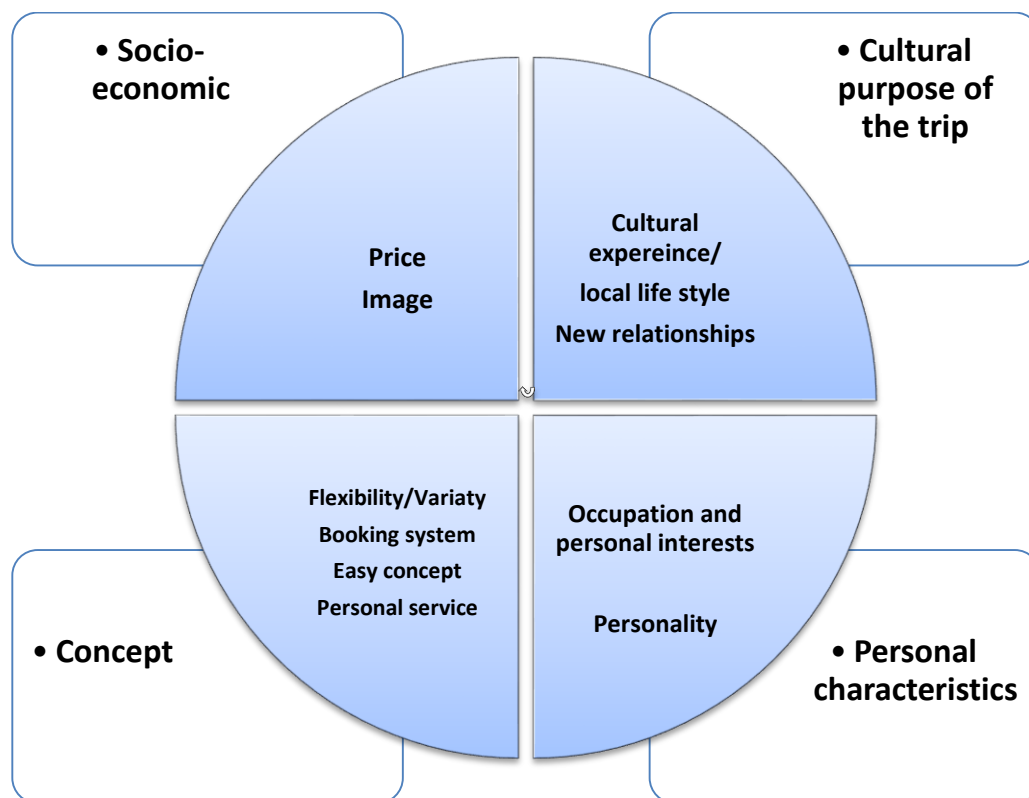 • Socio-
economic
• Cultural
purpose of
the trip
Price
Image
Cultural
expereince/
local life style
New relationships
Flexibility/Variaty
Booking system
Easy concept
Personal service
Occupation and
personal interests
Personality
• Concept
• Personal
characteristics